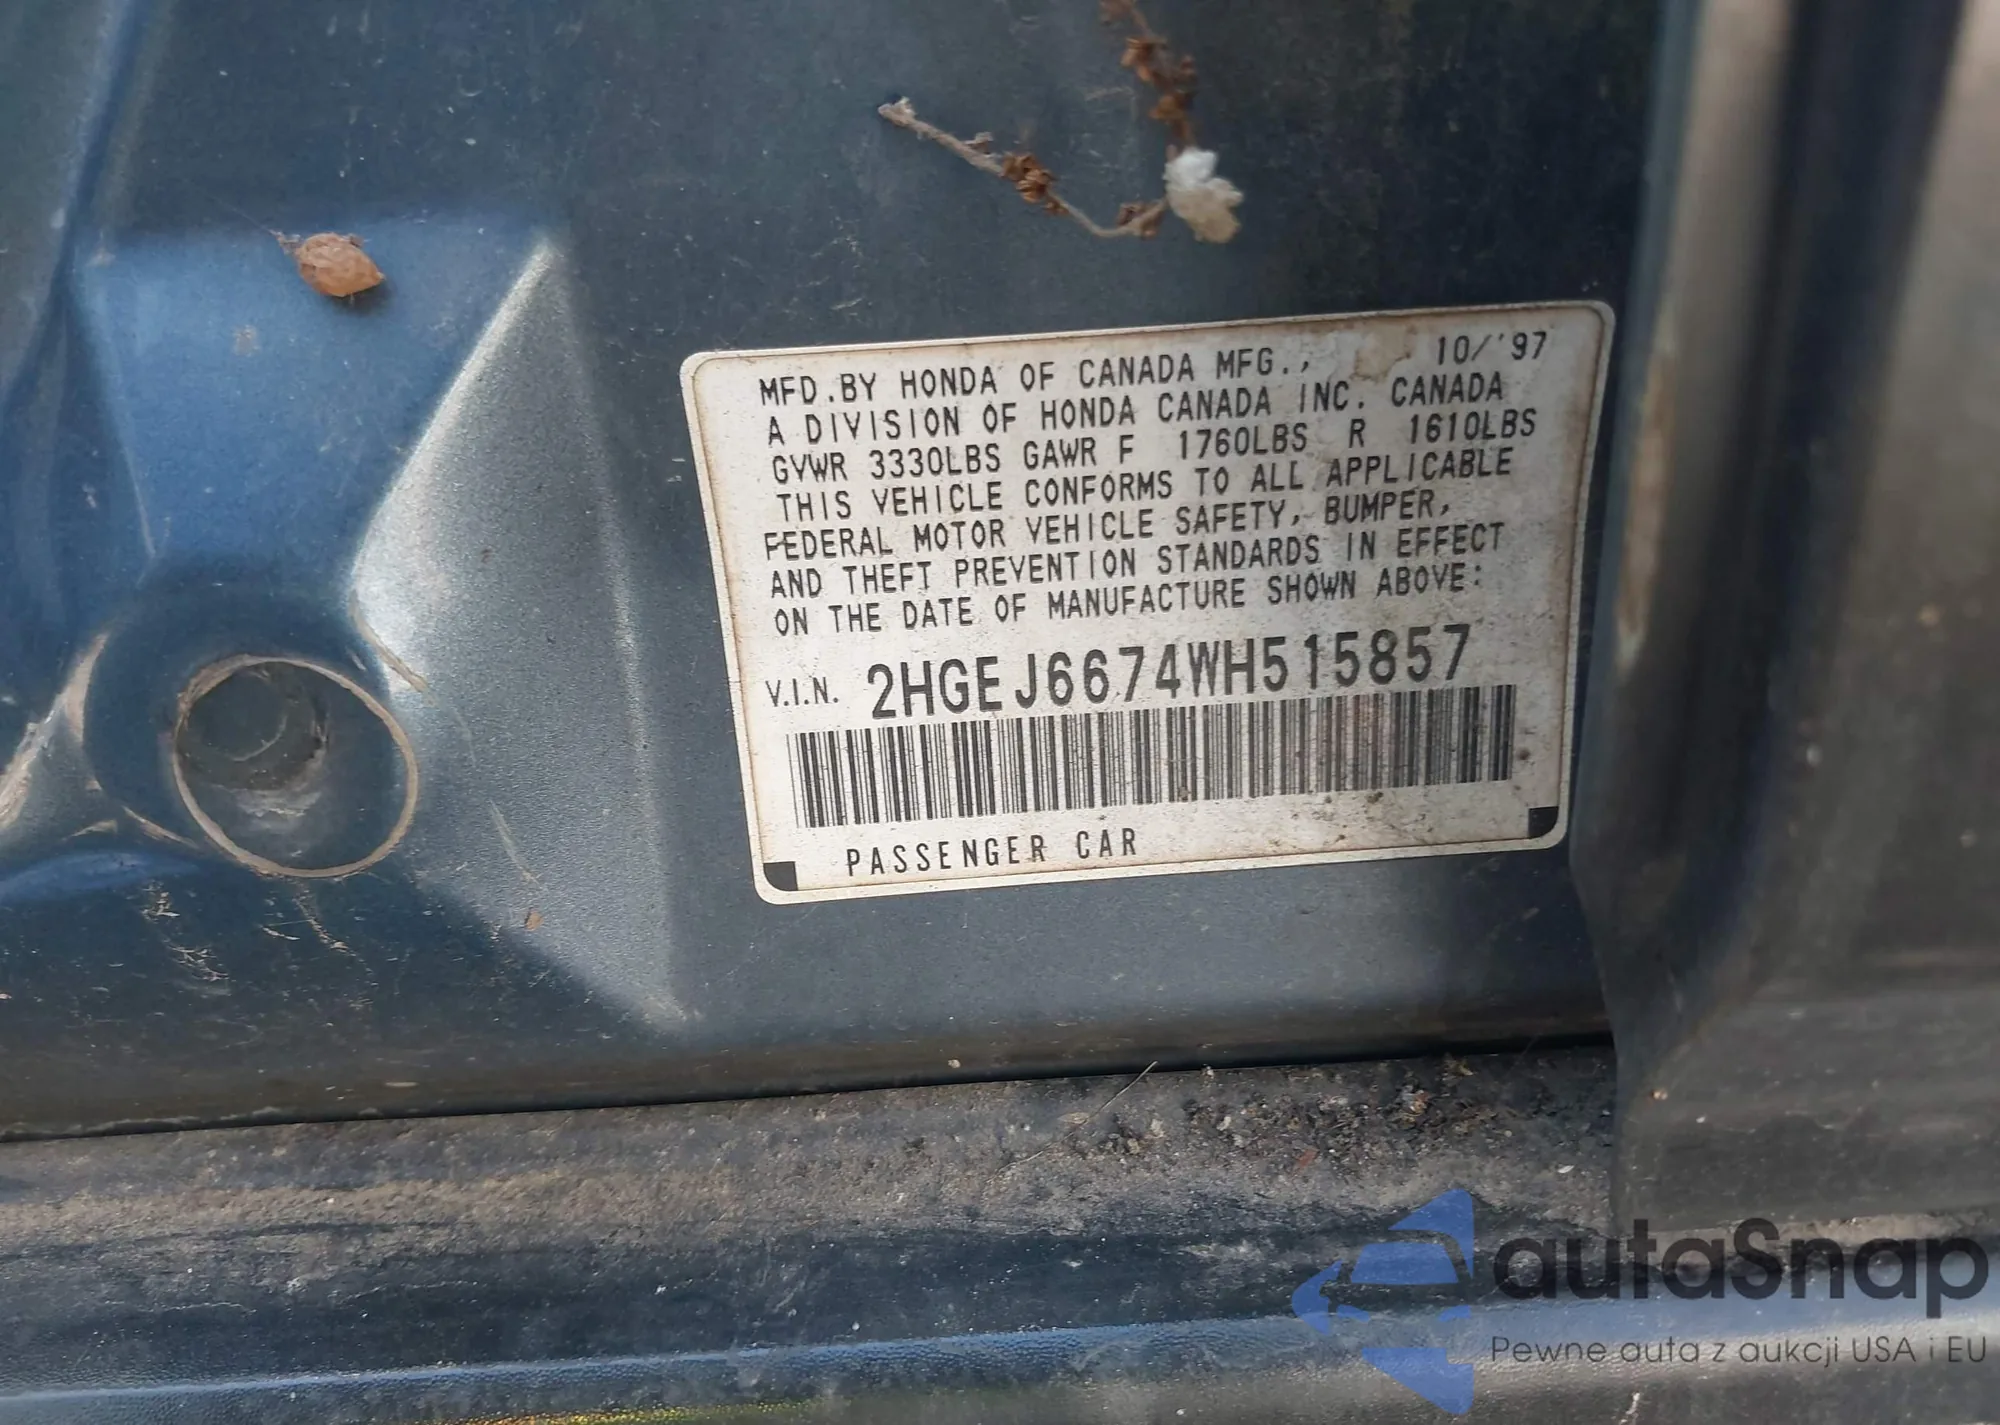 10/'97
MFD.BY HONDA OF CANADA MFG.,
A DIVISION OF HONDA CANADA INC. CANADA
GVWR 3330LBS GAWR F 1760LBS R 1610LBS
THIS VEHICLE CONFORMS TO ALL APPLICABLE
FEDERAL MOTOR VEHICLE SAFETY, BUMPER,
AND THEFT PREVENTION STANDARDS IN EFFECT
ON THE DATE OF MANUFACTURE SHOWN ABOVE:
V.I.N. 2HGEJ6674WH515857
PASSENGER CAR
autaSnap
Pewne auta z aukcji USA i EU